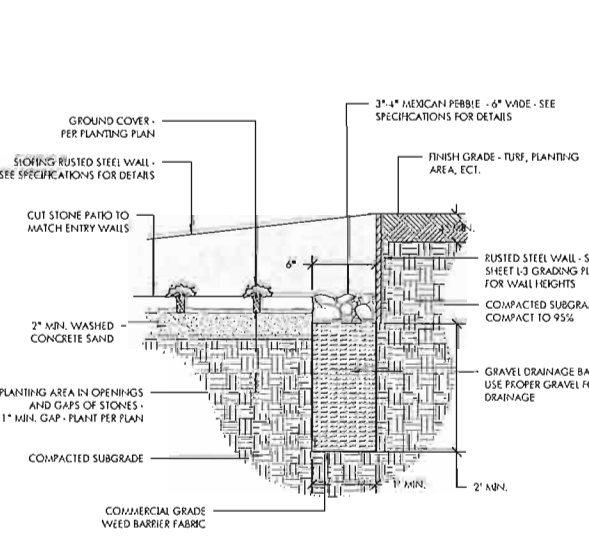 3"-4" MEXICAN PEBBLE - 6" WIDE - SEE
SPECIFICATIONS FOR DETAILS
GROUND COVER -
PER PLANTING PLAN
SLOPING RUSTED STEEL WALL -
SEE SPECIFICATIONS FOR DETAILS
FINISH GRADE - TURF, PLANTING
AREA, ECT.
CUT STONE PATIO TO
MATCH ENTRY WALLS
MIN.
6"
RUSTED STEEL WALL - S
SHEET L-3 GRADING PL
FOR WALL HEIGHTS
COMPACTED SUBGRA
COMPACT TO 95%
2" MIN. WASHED
CONCRETE SAND
GRAVEL DRAINAGE BA
USE PROPER GRAVEL FO
DRAINAGE
PLANTING AREA IN OPENINGS
AND GAPS OF STONES -
1" MIN. GAP - PLANT PER PLAN
COMPACTED SUBGRADE
1' MIN.
2' MIN.
COMMERCIAL GRADE
WEED BARRIER FABRIC